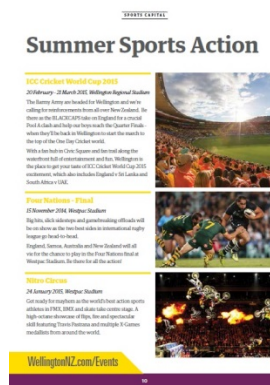 SPORTS CAPITAL
Summer Sports Action
ICC Cricket World Cup 2015
20 February - 21 March 2015, Wellington Regional Stadium
The Barmy Army are headed for Wellington and we're
calling for reinforcements from all over New Zealand. Be
there as the BLACKCAPS take on England for a crucial
Pool A clash and help our boys reach the Quarter Finals -
when they'll be back in Wellington to start the march to
the top of the One Day Cricket world.
With a fan hub in Civic Square and fan trail along the
waterfront full of entertainment and fun, Wellington is
the place to get your taste of ICC Cricket World Cup 2015
excitement, which also includes England v Sri Lanka and
South Africa v UAE.
Four Nations - Final
15 November 2014, Westpac Stadium
Big hits, slick sidesteps and game breaking offloads will
be on show as the two best sides in international rugby
league go head-to-head.
England, Samoa, Australia and New Zealand will all
vie for the chance to play in the Four Nations final at
Westpac Stadium. Be there for all the action!
Nitro Circus
24 January 2015, Westpac Stadium
Get ready for mayhem as the world's best action sports
athletes in FMX, BMX and skate take centre stage. A
high-octane showcase of flips, fire and spectacular
skill featuring Travis Pastrana and multiple X-Games
medallists from around the world.
WellingtonNZ.com/Events
10